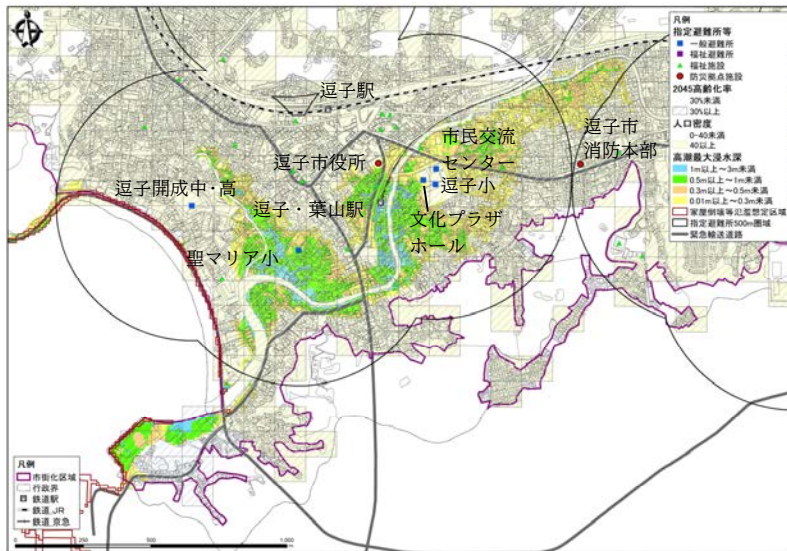 凡例
指定避難所等
一般避難所
福祉避難所
福祉施設
防災拠点施設
2045高齢化率
30%未満
30%以上
人口密度
0-40未満
40以上
高潮最大浸水深
1m以上～3m未満
0.5m以上～1m未満
0.3m以上～0.5m未満
0.01m以上～0.3m未満
家屋倒壊等氾濫想定区域
指定避難所500m圏域
緊急輸送道路
逗子駅
市民交流
センター
逗子市
消防本部
逗子市役所
逗子小
逗子開成中・高
逗子・葉山駅
文化プラザ
ホール
聖マリア小
凡例
市街化区域
行政界
鉄道駅
鉄道_JR
鉄道_京急
0
500
1,000